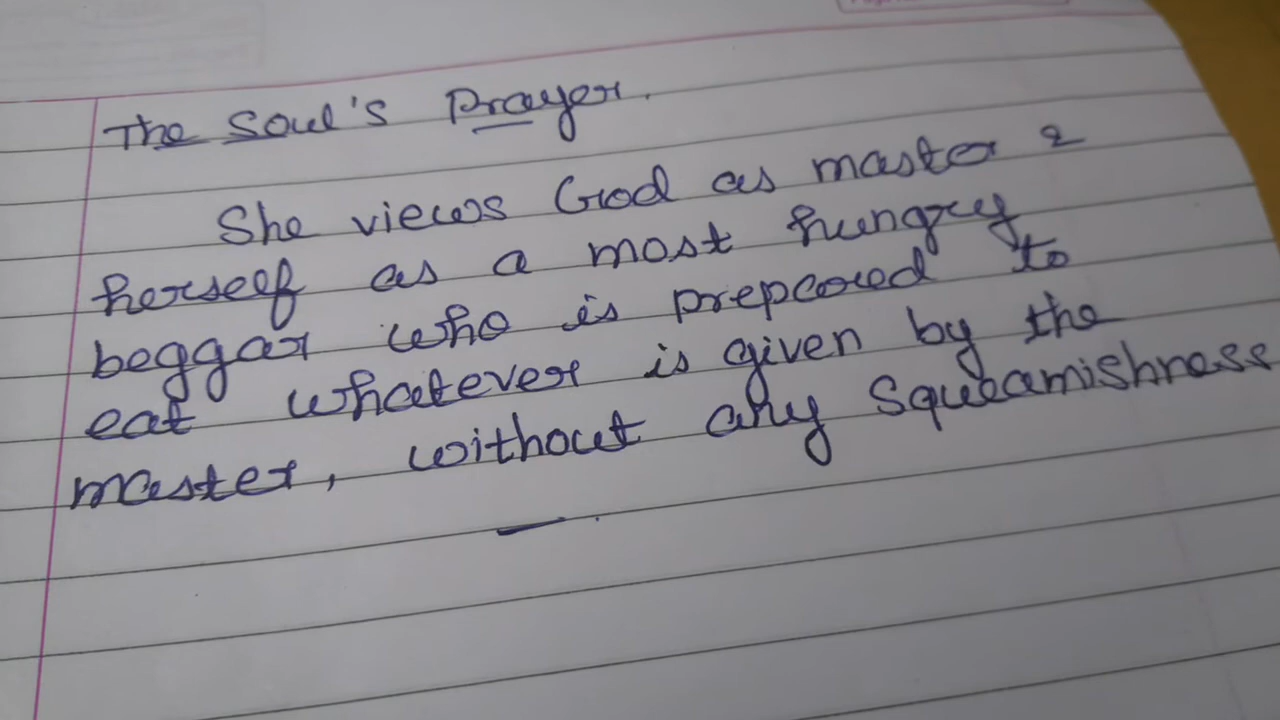 The Soul's Prayer.
She views God as master &
herself as a most hungry
beggar who is prepared to
eat whatever is given by the
master, without any Squeamishness